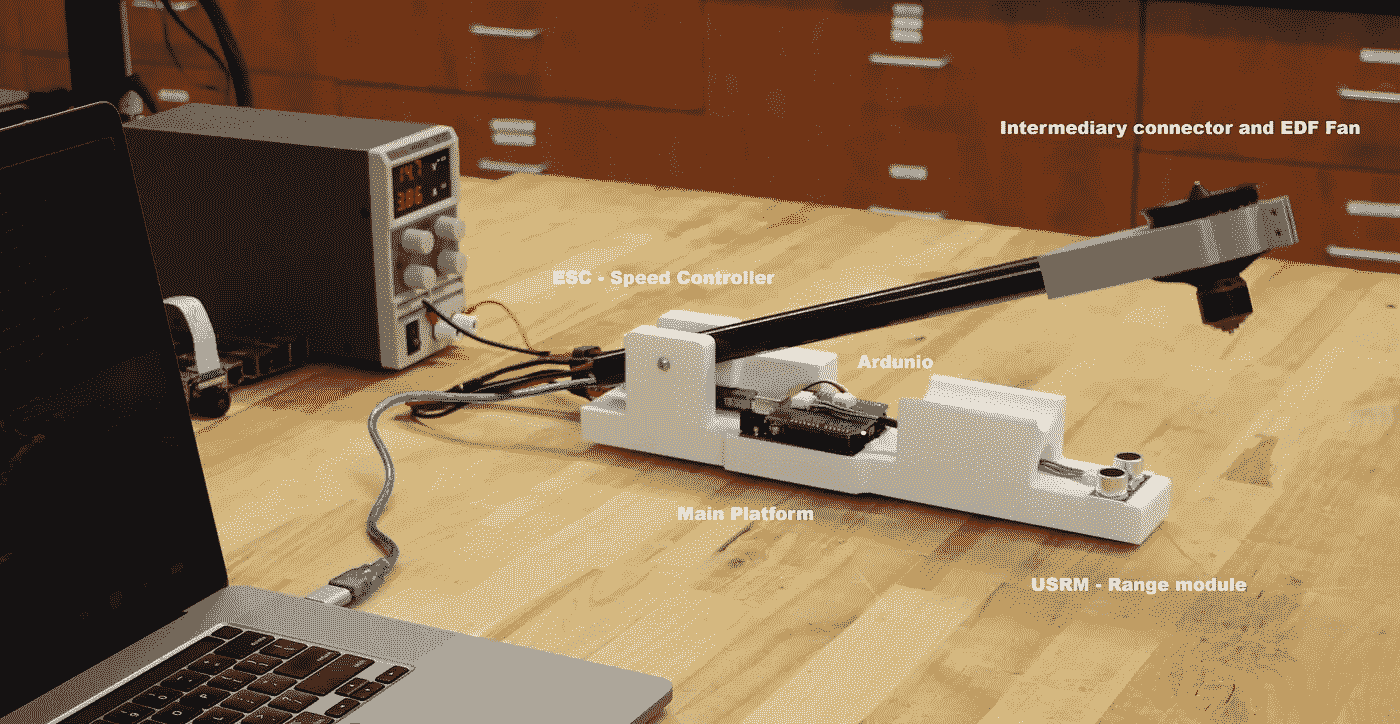 Intermediary connector and EDF Fan
ESC - Speed Controller
Ardunio
Main Platform
USRM - Range module